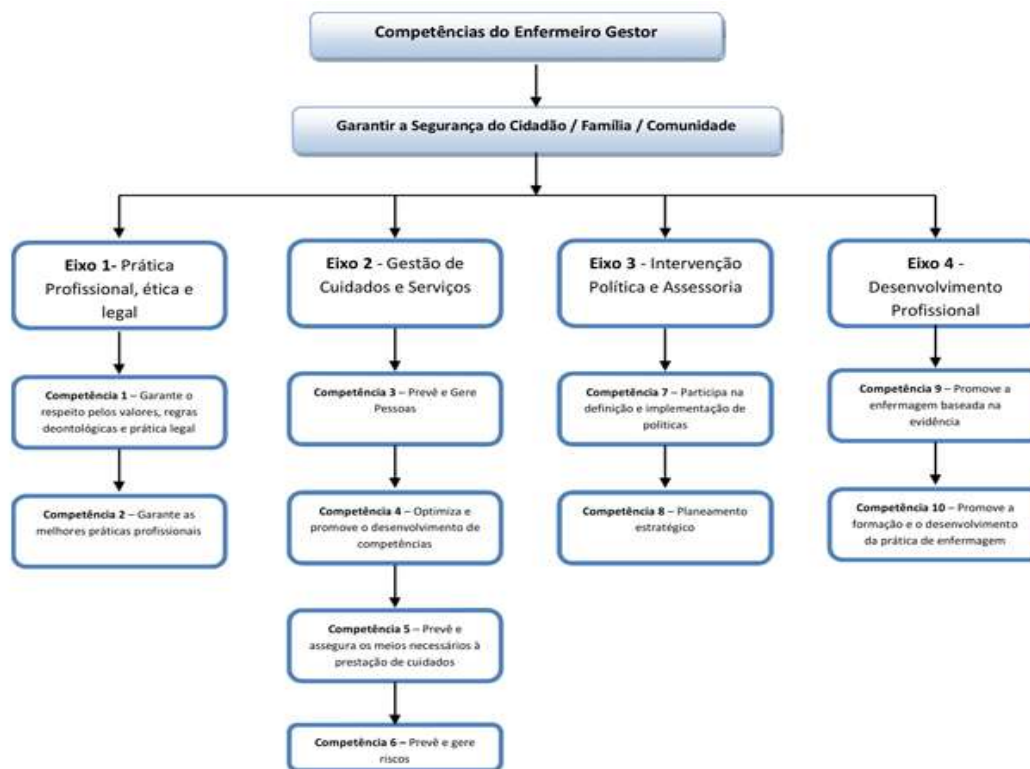 Competências do Enfermeiro Gestor
Garantir a Segurança do Cidadão / Família / Comunidade
Eixo 1- Prática
Profissional, ética e
legal
Eixo 2 - Gestão de
Cuidados e Serviços
Eixo 3 - Intervenção
Política e Assessoria
Eixo 4 -
Desenvolvimento
Profissional
Competência 1 – Garante o
respeito pelos valores, regras
deontológicas e prática legal
Competência 3 – Prevê e Gere
Pessoas
Competência 7 – Participa na
definição e implementação de
politicas
Competência 9 – Promove a
enfermagem baseada na
evidência
Competência 2 – Garante as
melhores práticas profissionais
Competência 4 – Optimiza e
promove o desenvolvimento de
competências
Competência 8 – Planeamento
estratégico
Competência 10 – Promove a
formação e o desenvolvimento
da prática de enfermagem
Competência 5 – Prevê e
assegura os meios necessários à
prestação de cuidados
Competência 6 – Prevê e gere
riscos